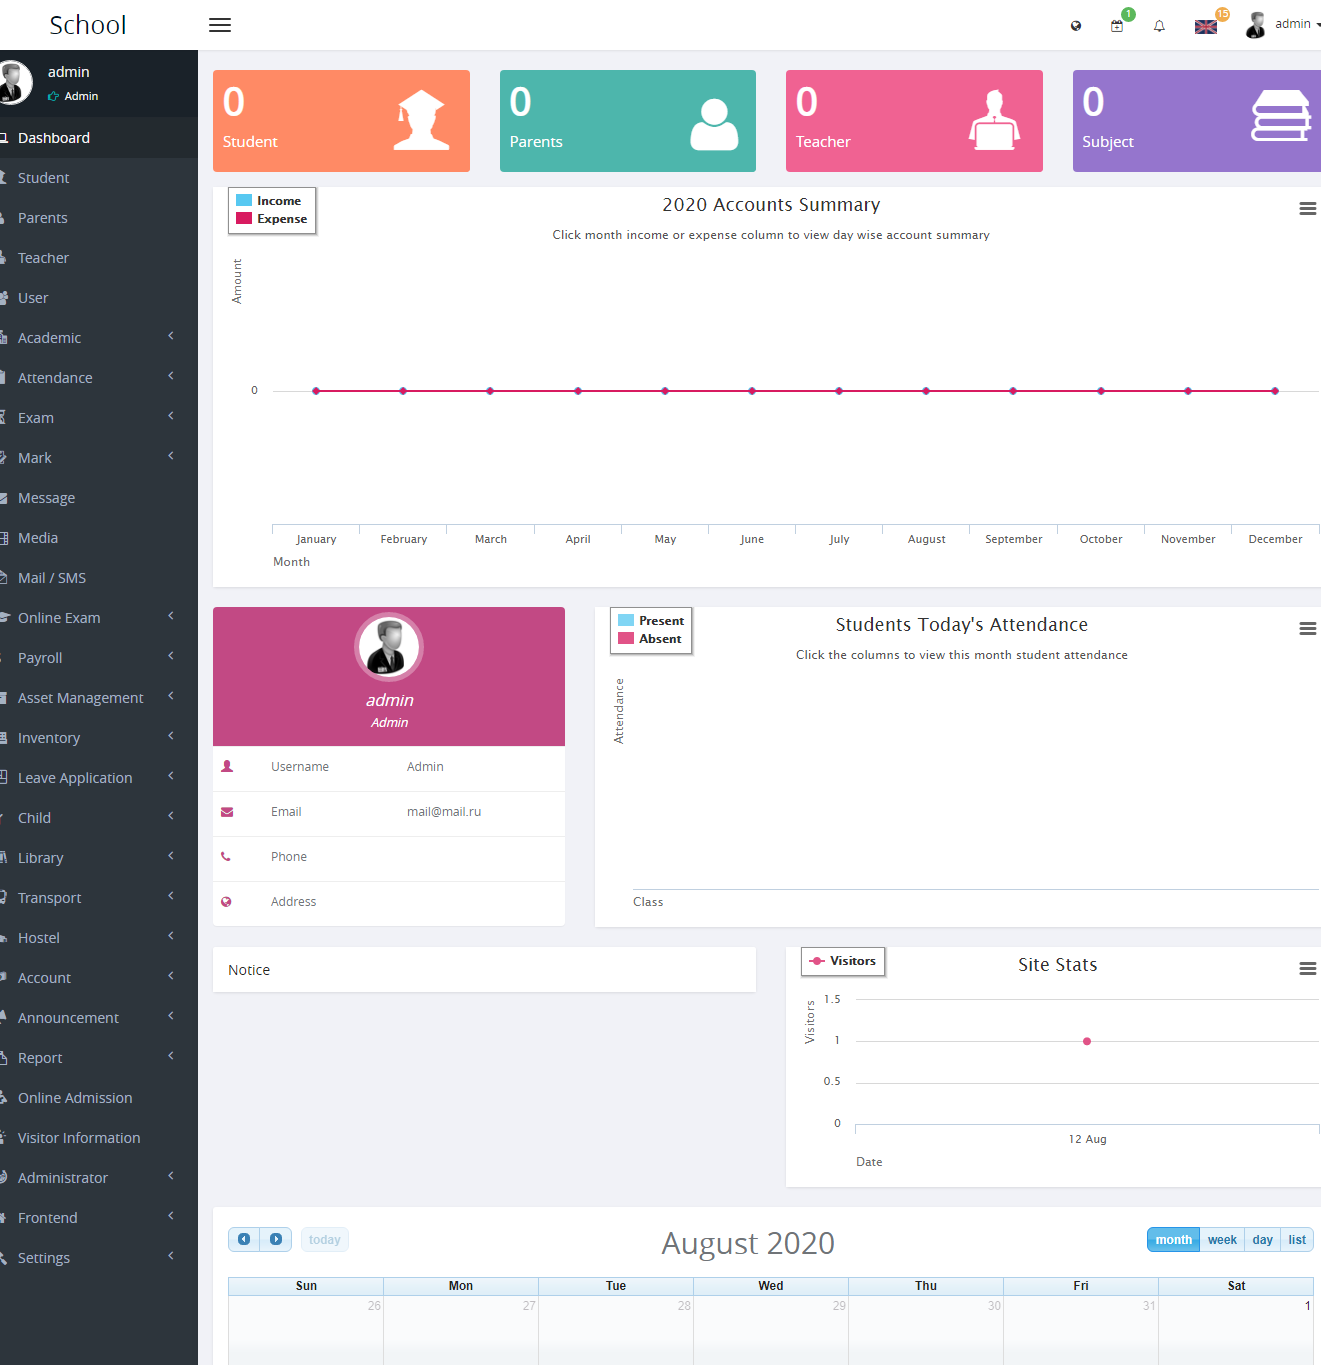 School
1
15
admin
admin
Admin
Dashboard
Student
Parents
Teacher
User
Academic
Attendance
Exam
Mark
Message
Media
Mail / SMS
Online Exam
Payroll
Asset Management
Inventory
Leave Application
Child
Library
Transport
Hostel
Account
Announcement
Report
Online Admission
Visitor Information
Administrator
Frontend
Settings
0
Student
0
Parents
0
Teacher
0
Subject
Income
Expense
2020 Accounts Summary
Click month income or expense column to view day wise account summary
Amount
0
January February March April May June July August September October November December
Month
admin
Admin
Username Admin
Email mail@mail.ru
Phone
Address
Present
Absent
Students Today's Attendance
Click the columns to view this month student attendance
Attendance
Class
Notice
Visitors
Site Stats
Visitors
1.5
1
0.5
0
12 Aug
Date
today
August 2020
month week day list
Sun Mon Tue Wed Thu Fri Sat
26 27 28 29 30 31 1